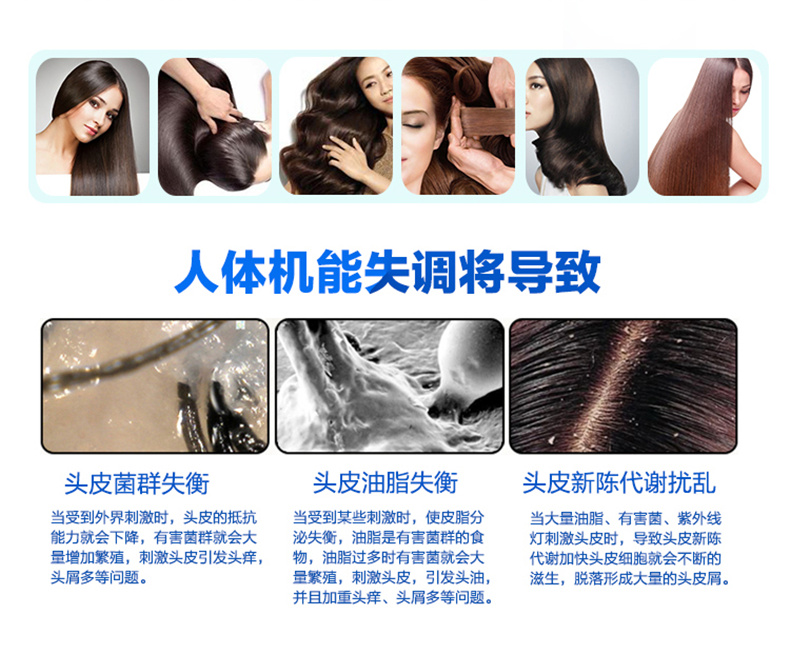 人体机能失调将导致
头皮菌群失衡
当受到外界刺激时，头皮的抵抗
能力就会下降，有害菌群就会大
量增加繁殖，刺激头皮引发头痒，
头屑多等问题。
头皮油脂失衡
当受到某些刺激时，使皮脂分
泌失衡，油脂是有害菌群的食
物，油脂过多时有害菌就会大
量繁殖，刺激头皮，引发头油，
并且加重头痒、头屑多等问题。
头皮新陈代谢扰乱
当大量油脂、有害菌、紫外线
灯刺激头皮时，导致头皮新陈
代谢加快头皮细胞就会不断的
滋生，脱落形成大量的头皮屑。